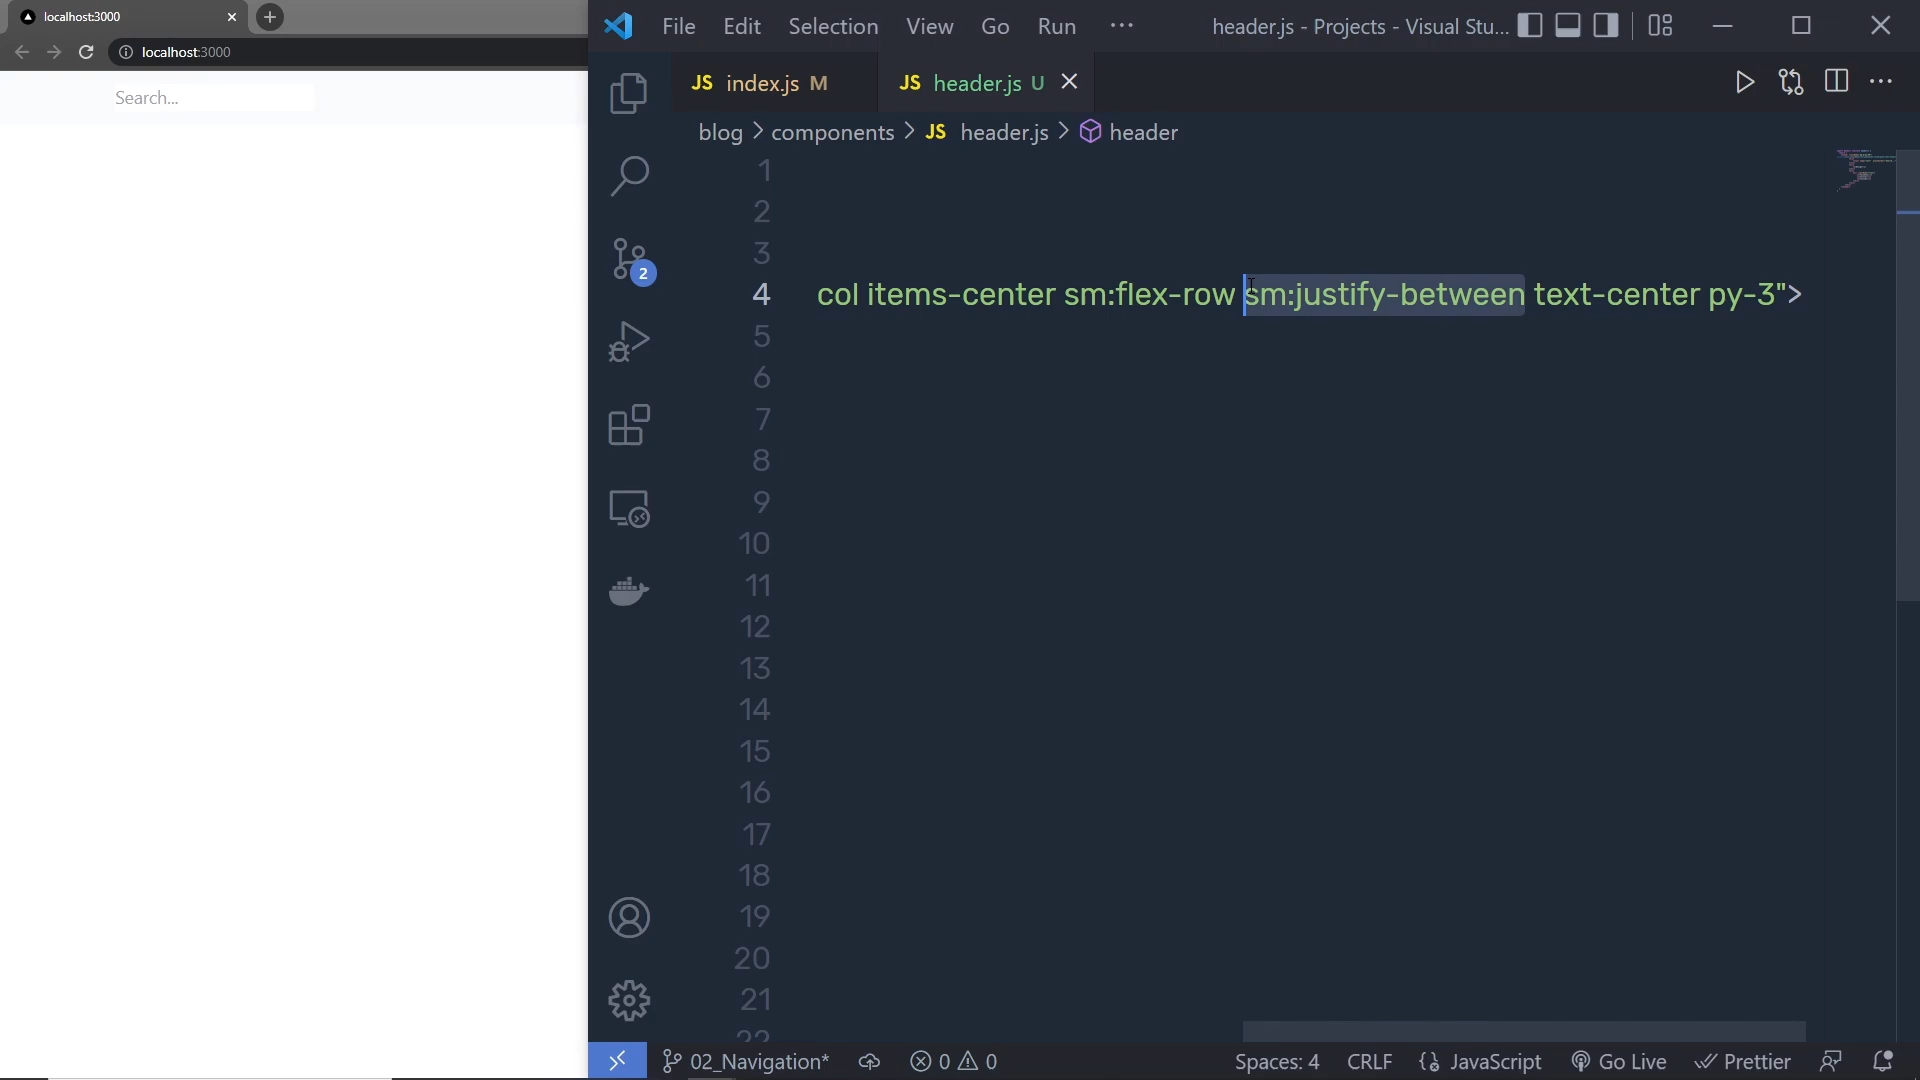 localhost:3000
localhost:3000
Search...
File Edit Selection View Go Run ··· header.js - Projects - Visual Stu...
JS index.js M JS header.js U
blog > components > JS header.js > header
1
2
3
4 col items-center sm:flex-row sm:justify-between text-center py-3">
5
6
7
8
9
10
11
12
13
14
15
16
17
18
19
20
21
22
2
02_Navigation* 0 0 Spaces: 4 CRLF JavaScript Go Live Prettier